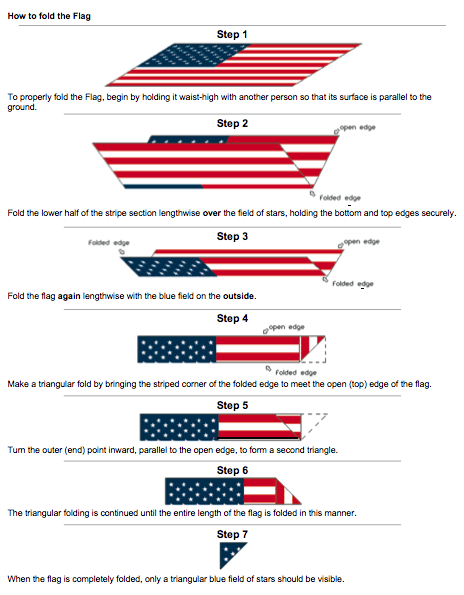 How to fold the Flag
Step 1
To properly fold the Flag, begin by holding it waist-high with another person so that its surface is parallel to the
ground.
Step 2
open edge
Folded edge
Fold the lower half of the stripe section lengthwise over the field of stars, holding the bottom and top edges securely.
Step 3
Folded edge
open edge
Folded edge
Fold the flag again lengthwise with the blue field on the outside.
Step 4
open edge
Folded edge
Make a triangular fold by bringing the striped corner of the folded edge to meet the open (top) edge of the flag.
Step 5
Turn the outer (end) point inward, parallel to the open edge, to form a second triangle.
Step 6
The triangular folding is continued until the entire length of the flag is folded in this manner.
Step 7
When the flag is completely folded, only a triangular blue field of stars should be visible.